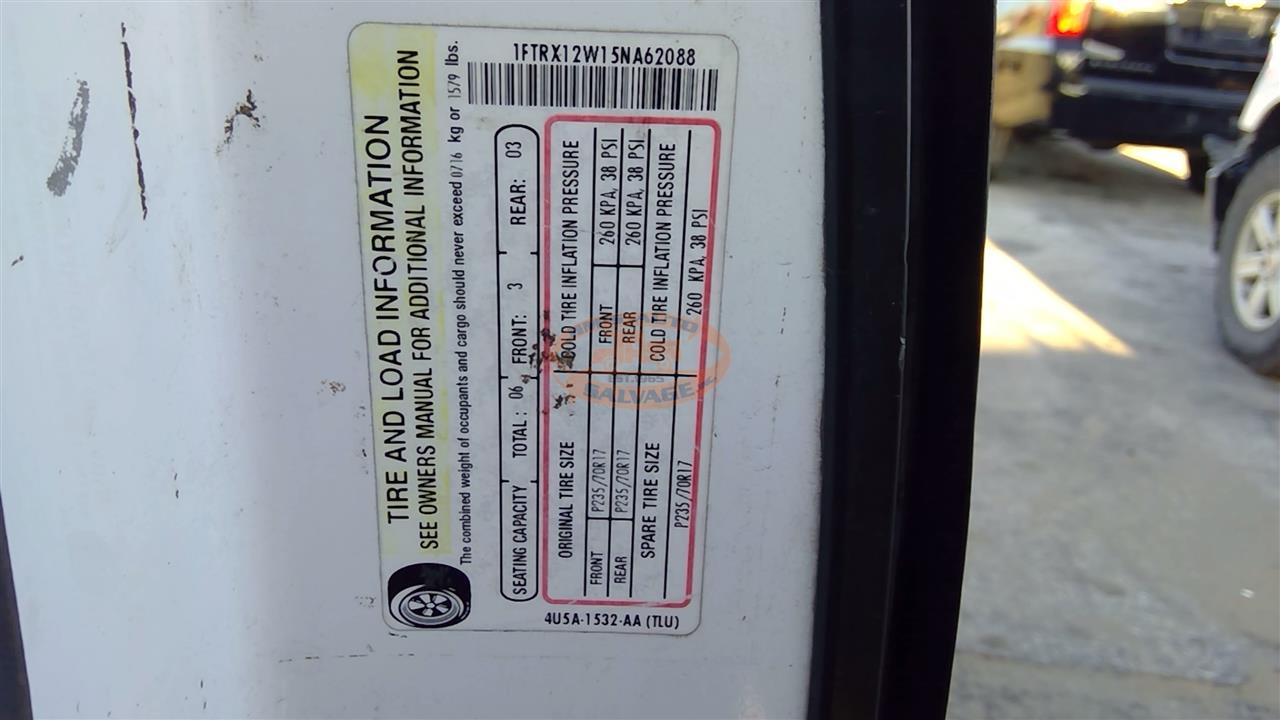 1FTRX12W15NA62088
TIRE AND LOAD INFORMATION
SEE OWNERS MANUAL FOR ADDITIONAL INFORMATION
The combined weight of occupants and cargo should never exceed 0716 kg or 1579 lbs.
SEATING CAPACITY TOTAL: 06 FRONT: 3 REAR: 03
ORIGINAL TIRE SIZE COLD TIRE INFLATION PRESSURE
FRONT P235/70R17 FRONT 260 KPA, 38 PSI
REAR P235/70R17 REAR 260 KPA, 38 PSI
SPARE TIRE SIZE COLD TIRE INFLATION PRESSURE
P235/70R17 260 KPA, 38 PSI
4U5A-1532-AA (TLU)
AUTO
EST.1965
SALVAGE